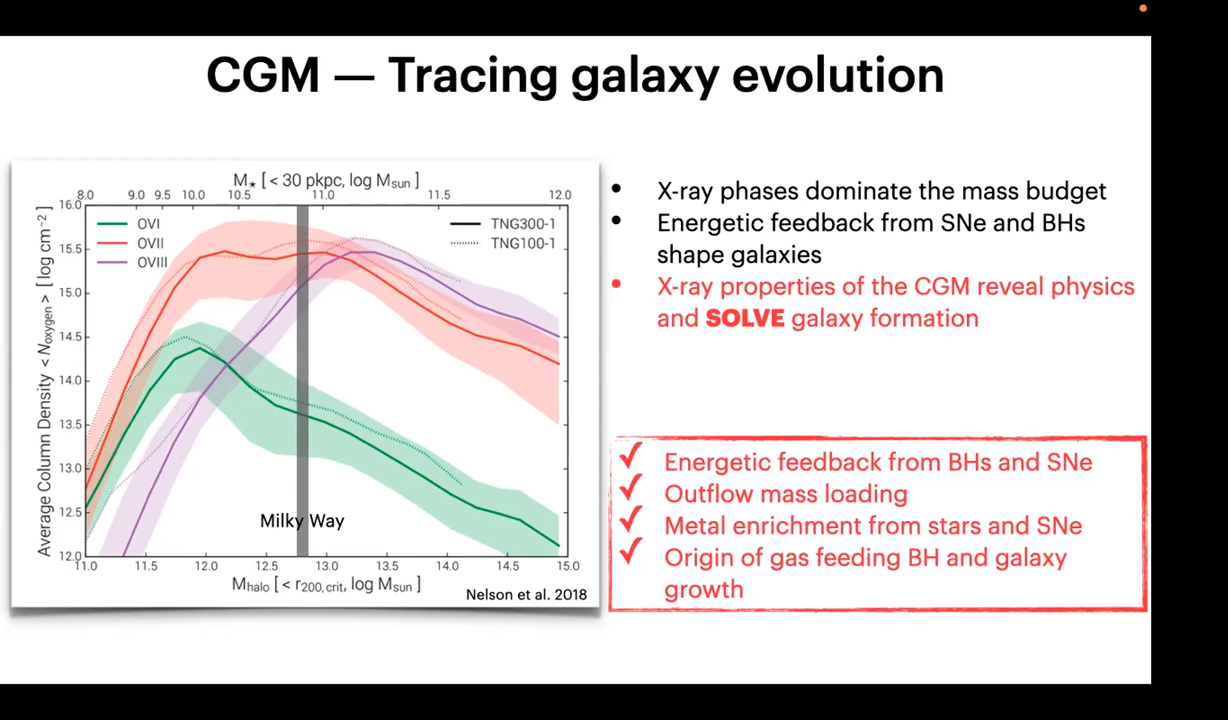 CGM — Tracing galaxy evolution
M★ [ < 30 pkpc, log Msun ]
8.0 9.0 9.5 10.0 10.5 11.0 11.5 12.0
Average Column Density < Noxygen > [ log cm⁻² ]
16.0
15.5
15.0
14.5
14.0
13.5
13.0
12.5
12.0
OVI
OVII
OVIII
TNG300-1
TNG100-1
Milky Way
11.0 11.5 12.0 12.5 13.0 13.5 14.0 14.5 15.0
Mhalo [ < r200,crit, log Msun ]
Nelson et al. 2018
• X-ray phases dominate the mass budget
• Energetic feedback from SNe and BHs
shape galaxies
• X-ray properties of the CGM reveal physics
and SOLVE galaxy formation
✓ Energetic feedback from BHs and SNe
✓ Outflow mass loading
✓ Metal enrichment from stars and SNe
✓ Origin of gas feeding BH and galaxy
growth